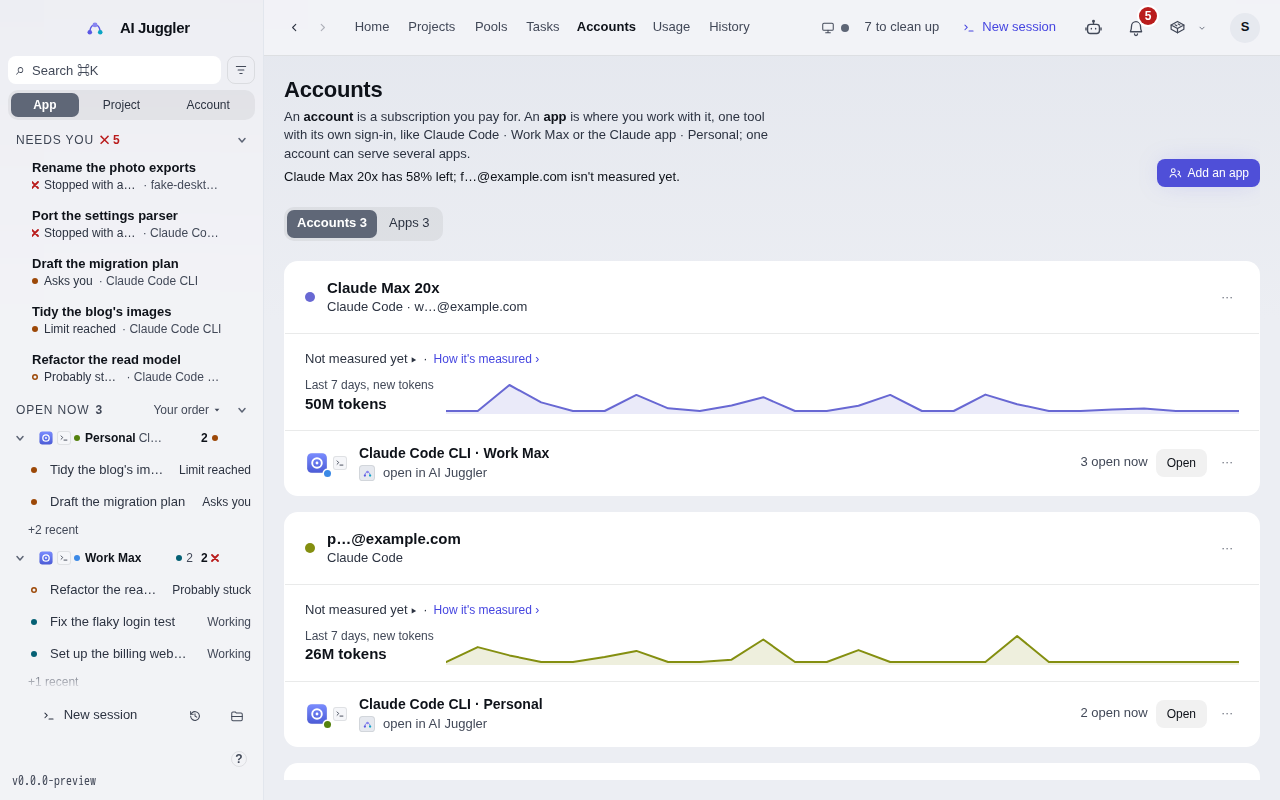 AI Juggler
Search ⌘K
App Project Account
NEEDS YOU 5
Rename the photo exports
Stopped with a… · fake-deskt…
Port the settings parser
Stopped with a… · Claude Co…
Draft the migration plan
Asks you · Claude Code CLI
Tidy the blog's images
Limit reached · Claude Code CLI
Refactor the read model
Probably st… · Claude Code …
OPEN NOW 3 Your order
Personal Cl… 2
Tidy the blog's im… Limit reached
Draft the migration plan Asks you
+2 recent
Work Max 2 2
Refactor the rea… Probably stuck
Fix the flaky login test Working
Set up the billing web… Working
+1 recent
New session
?
v0.0.0-preview
Home Projects Pools Tasks Accounts Usage History 7 to clean up New session 5 S
Accounts
An account is a subscription you pay for. An app is where you work with it, one tool
with its own sign-in, like Claude Code · Work Max or the Claude app · Personal; one
account can serve several apps.
Claude Max 20x has 58% left; f…@example.com isn't measured yet.
Add an app
Accounts 3 Apps 3
Claude Max 20x
Claude Code · w…@example.com
Not measured yet ▸ · How it's measured ›
Last 7 days, new tokens
50M tokens
Claude Code CLI · Work Max
open in AI Juggler
3 open now Open
p…@example.com
Claude Code
Not measured yet ▸ · How it's measured ›
Last 7 days, new tokens
26M tokens
Claude Code CLI · Personal
open in AI Juggler
2 open now Open